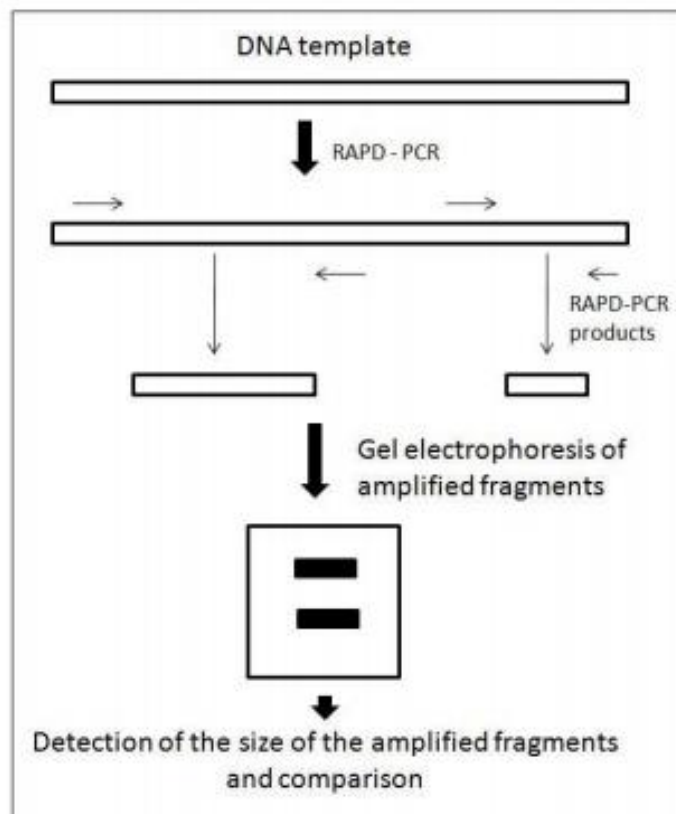 DNA template
RAPD - PCR
RAPD-PCR
products
Gel electrophoresis of
amplified fragments
Detection of the size of the amplified fragments
and comparison